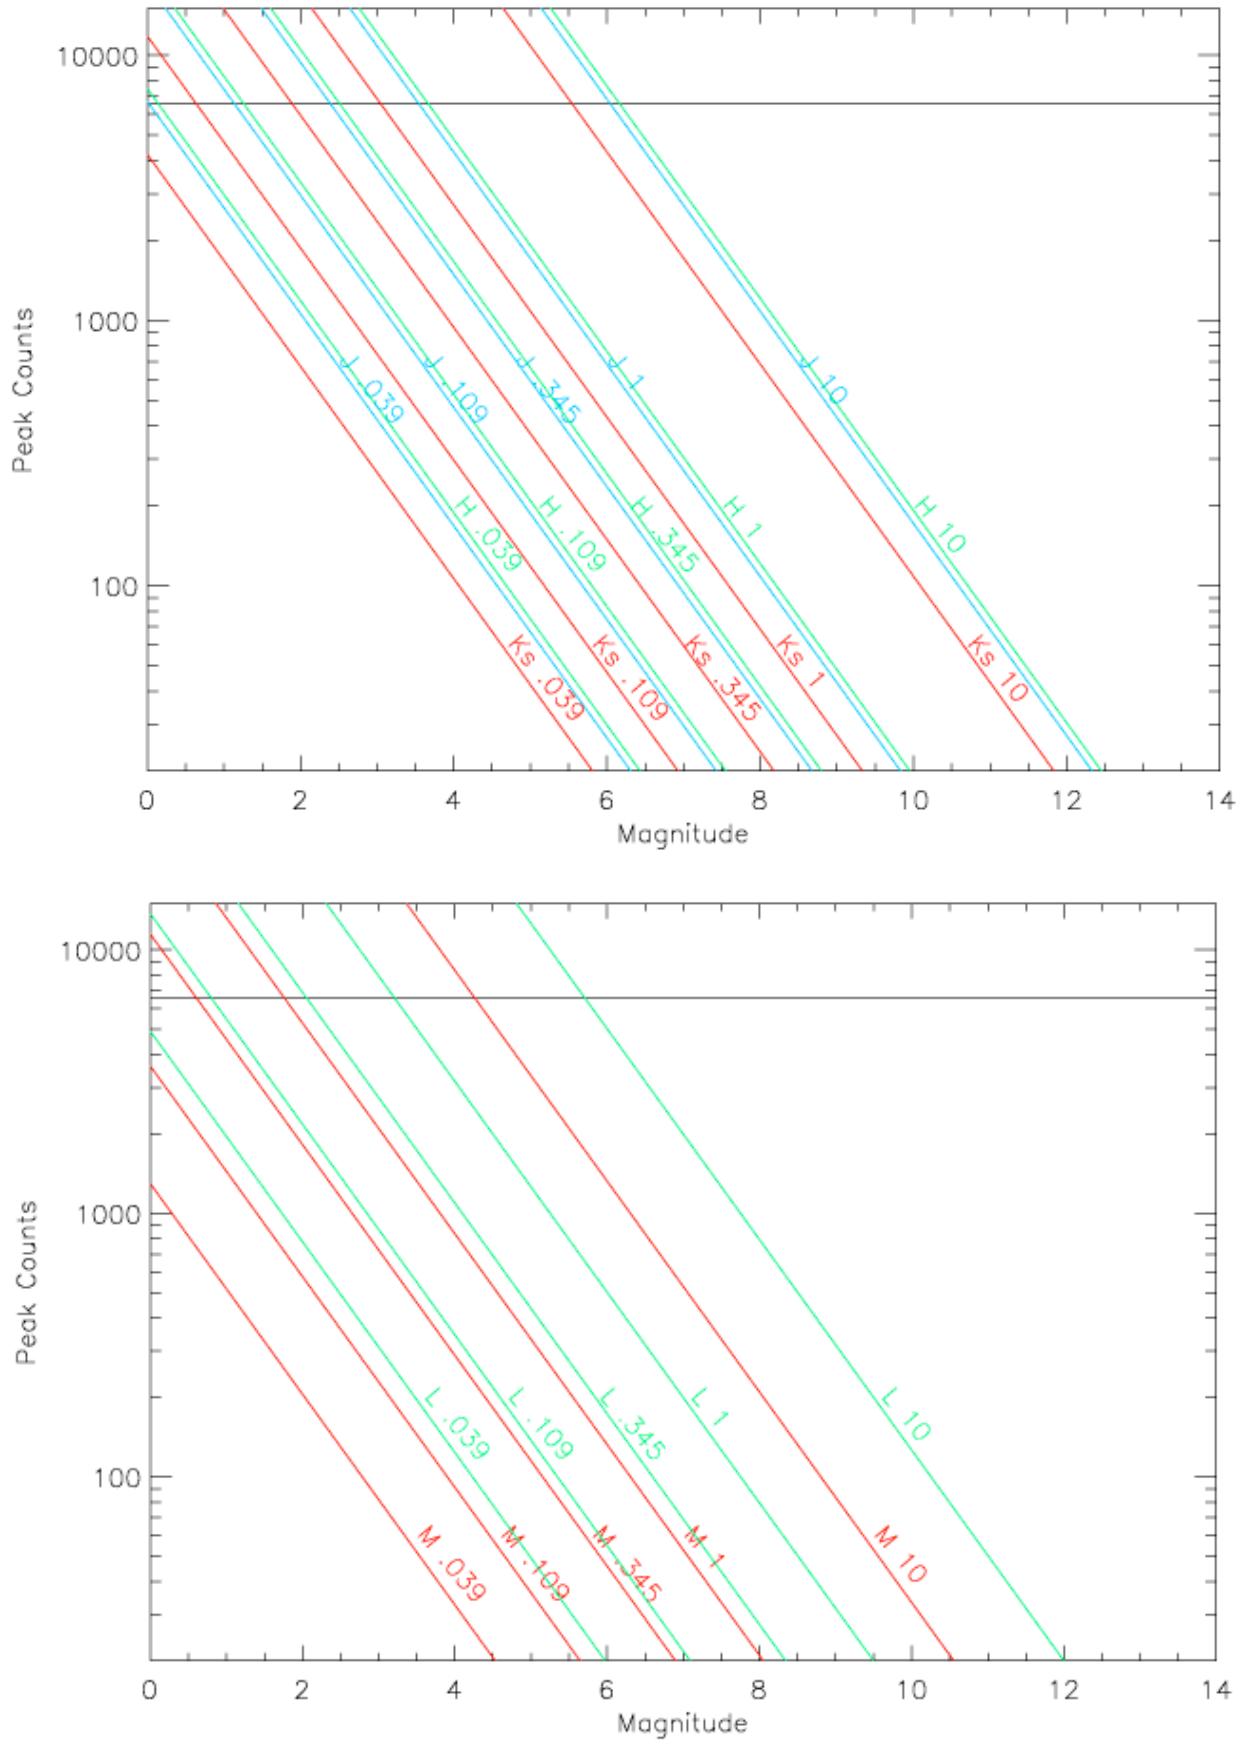 10000
1000
100
Peak Counts
J .039
J .109
J .345
J 1
J 10
H .039
H .109
H .345
H 1
H 10
Ks .039
Ks .109
Ks .345
Ks 1
Ks 10
0 2 4 6 8 10 12 14
Magnitude
10000
1000
100
Peak Counts
L .039
L .109
L .345
L 1
L 10
M .039
M .109
M .345
M 1
M 10
0 2 4 6 8 10 12 14
Magnitude